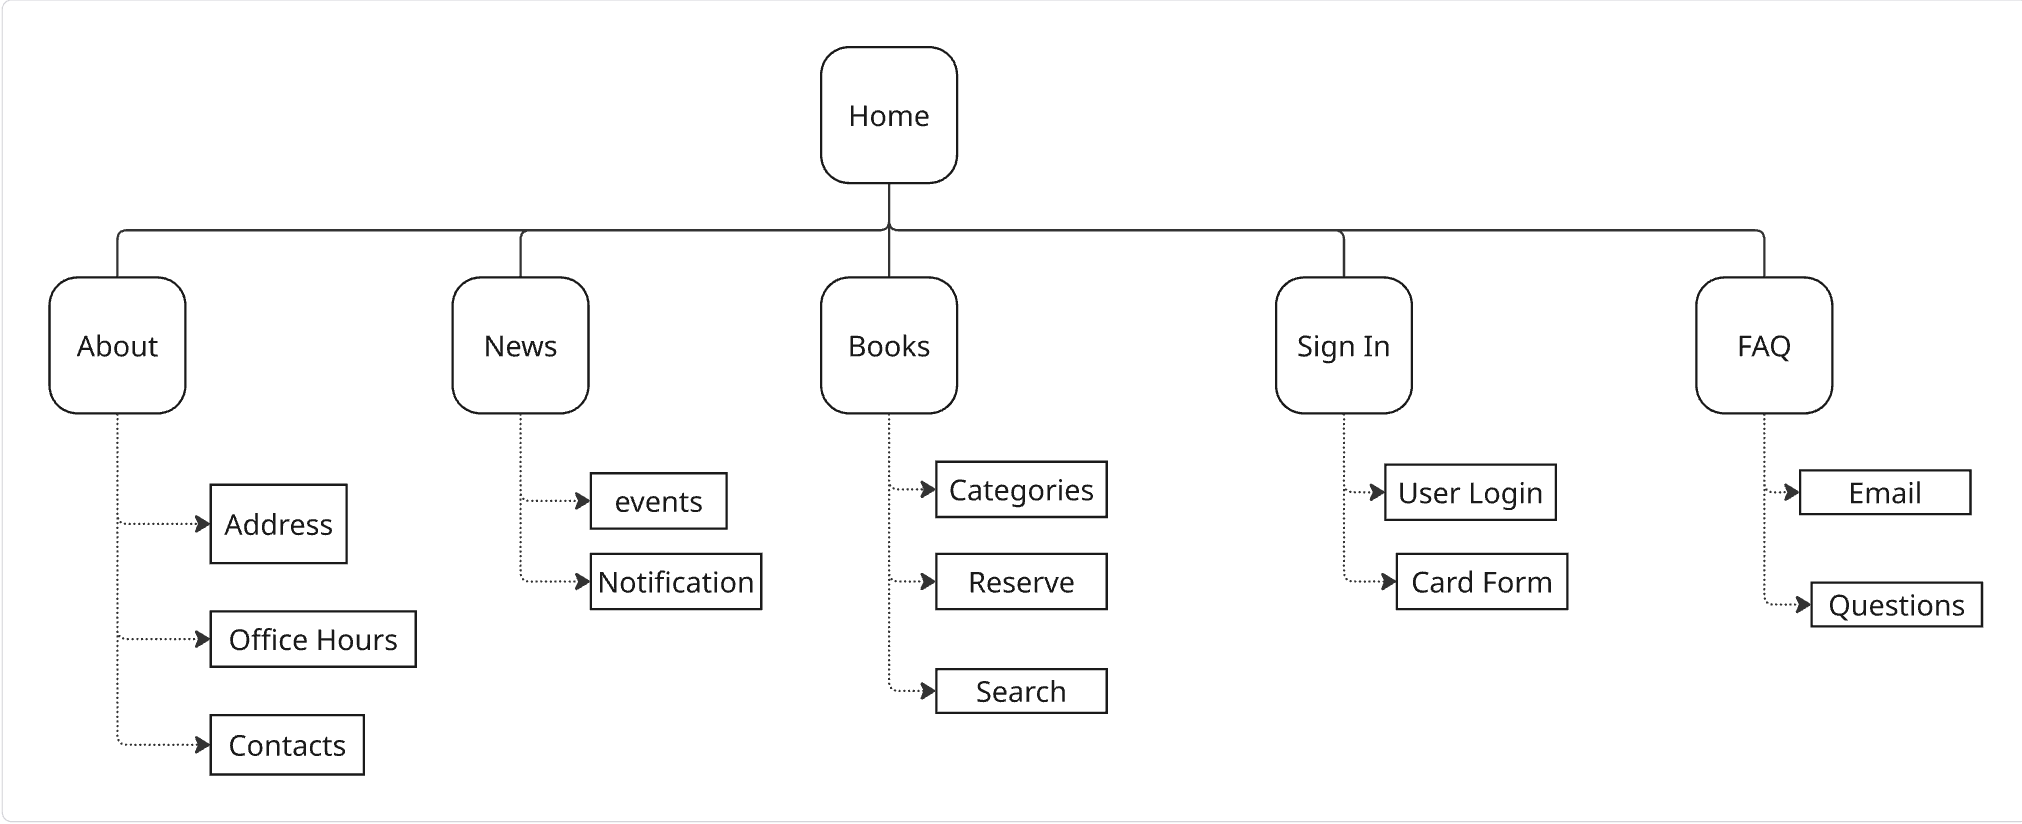 Home
About
News
Books
Sign In
FAQ
Address
Office Hours
Contacts
events
Notification
Categories
Reserve
Search
User Login
Card Form
Email
Questions